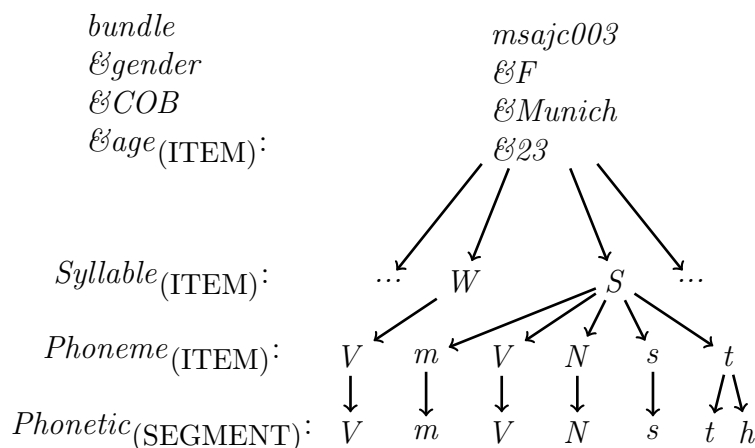 bundle msajc003
&gender &F
&COB &Munich
&age(ITEM): &23
Syllable(ITEM): ... W S ...
Phoneme(ITEM): V m V N s t
Phonetic(SEGMENT): V m V N s t h